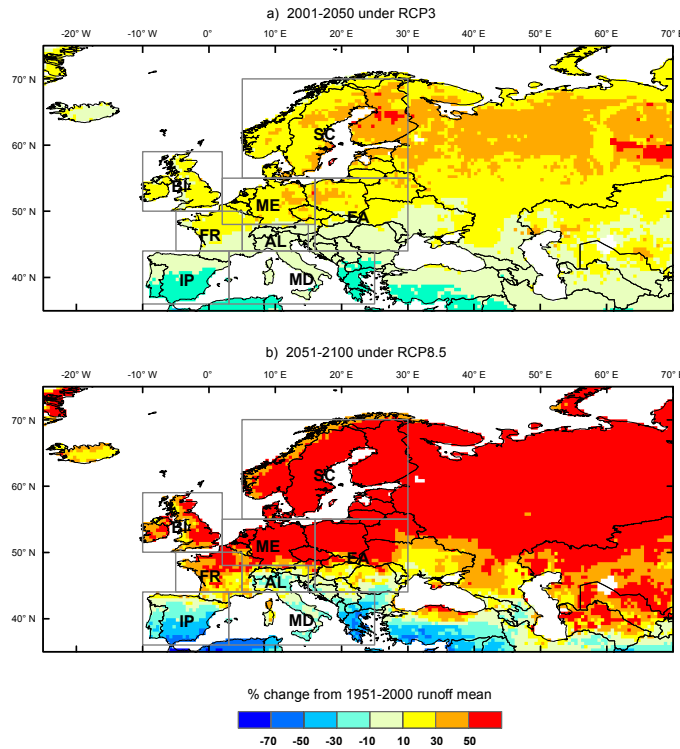 a) 2001-2050 under RCP3
-20° W -10° 0° 10° E 20° E 30° E 40° E 50° E 60° E 70° E
70° N
60° N
50° N
40° N
SC
BI
ME
EA
FR
AL
IP
MD
b) 2051-2100 under RCP8.5
-20° W -10° 0° 10° E 20° E 30° E 40° E 50° E 60° E 70° E
70° N
60° N
50° N
40° N
SC
BI
ME
EA
FR
AL
IP
MD
% change from 1951-2000 runoff mean
-70 -50 -30 -10 10 30 50